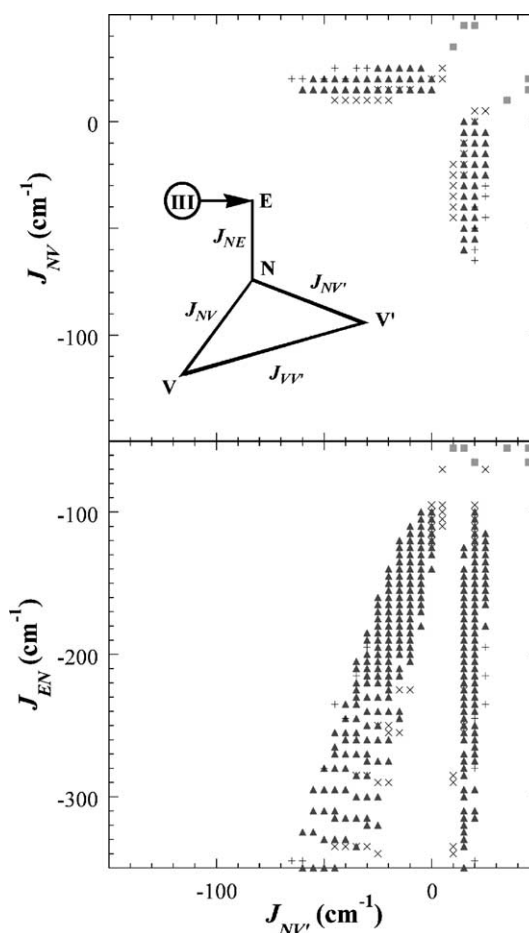 0
-100
J_NV (cm⁻¹)
III
E
J_NE
N
J_NV
J_NV'
V
V'
J_VV'
-100
-200
-300
J_EN (cm⁻¹)
-100
0
J_NV' (cm⁻¹)